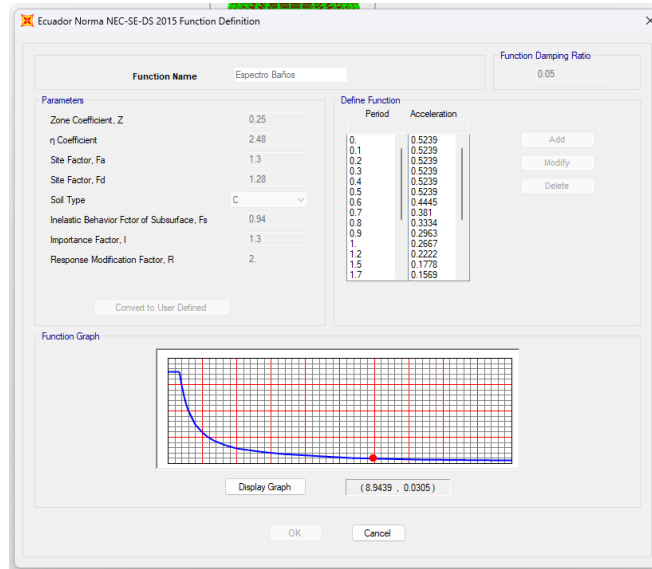 Ecuador Norma NEC-SE-DS 2015 Function Definition
Function Damping Ratio
Function Name Espectro Baños 0.05
Parameters
Zone Coefficient, Z 0.25
η Coefficient 2.48
Site Factor, Fa 1.3
Site Factor, Fd 1.28
Soil Type C
Inelastic Behavior Fctor of Subsurface, Fs 0.94
Importance Factor, I 1.3
Response Modification Factor, R 2.
Convert to User Defined
Define Function
Period Acceleration
0. 0.5239
0.1 0.5239
0.2 0.5239
0.3 0.5239
0.4 0.5239
0.5 0.5239
0.6 0.4445
0.7 0.381
0.8 0.3334
0.9 0.2963
1. 0.2667
1.2 0.2222
1.5 0.1778
1.7 0.1569
Add
Modify
Delete
Function Graph
Display Graph (8.9439 , 0.0305)
OK Cancel